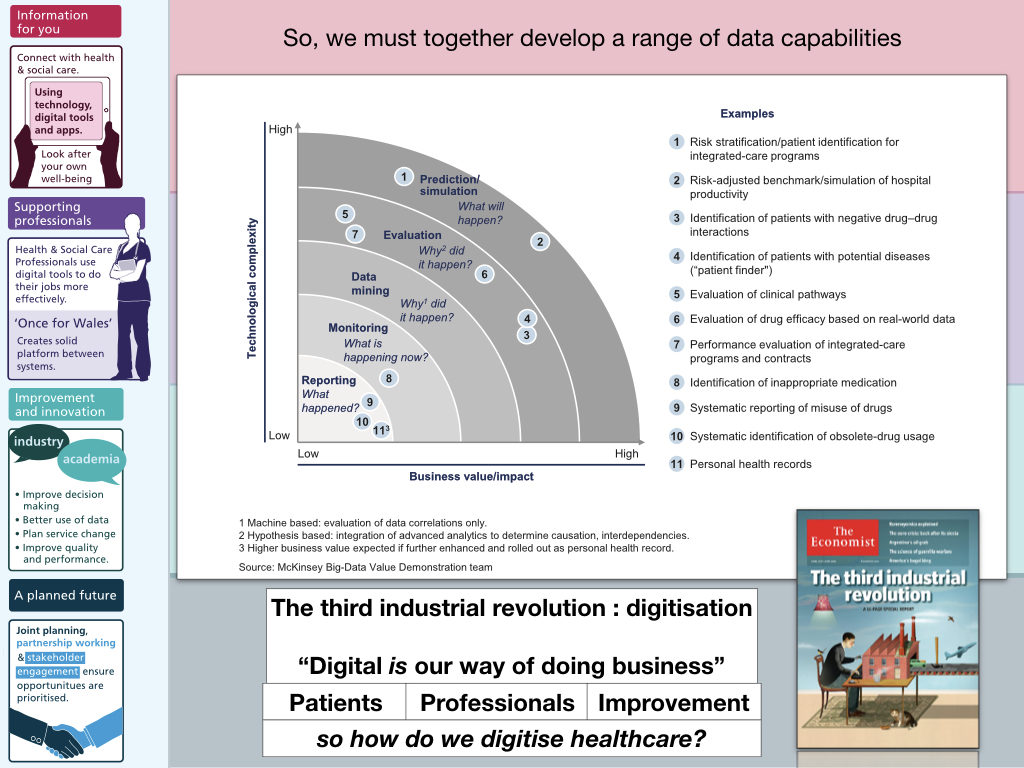 So, we must together develop a range of data capabilities
Information
for you
Connect with health
& social care.
Using
technology,
digital tools
and apps.
Look after
your own
well-being
Supporting
professionals
Health & Social Care
Professionals use
digital tools to do
their jobs more
effectively.
‘Once for Wales’
Creates solid
platform between
systems.
Improvement
and innovation
industry
academia
• Improve decision
making
• Better use of data
• Plan service change
• Improve quality
and performance.
A planned future
Joint planning,
partnership working
& stakeholder
engagement ensure
opportunitues are
prioritised.
Technological complexity
High
Low
Low
High
Business value/impact
1
Prediction/
simulation
What will
happen?
2
5
7
Evaluation
Why² did
it happen?
6
Data
mining
Why¹ did
it happen?
4
3
Monitoring
What is
happening now?
8
Reporting
What
happened?
9
10
11³
Examples
1 Risk stratification/patient identification for
integrated-care programs
2 Risk-adjusted benchmark/simulation of hospital
productivity
3 Identification of patients with negative drug–drug
interactions
4 Identification of patients with potential diseases
("patient finder")
5 Evaluation of clinical pathways
6 Evaluation of drug efficacy based on real-world data
7 Performance evaluation of integrated-care
programs and contracts
8 Identification of inappropriate medication
9 Systematic reporting of misuse of drugs
10 Systematic identification of obsolete-drug usage
11 Personal health records
1 Machine based: evaluation of data correlations only.
2 Hypothesis based: integration of advanced analytics to determine causation, interdependencies.
3 Higher business value expected if further enhanced and rolled out as personal health record.
Source: McKinsey Big-Data Value Demonstration team
The third industrial revolution : digitisation
“Digital is our way of doing business”
Patients
Professionals
Improvement
so how do we digitise healthcare?
The
Economist
The third industrial
revolution